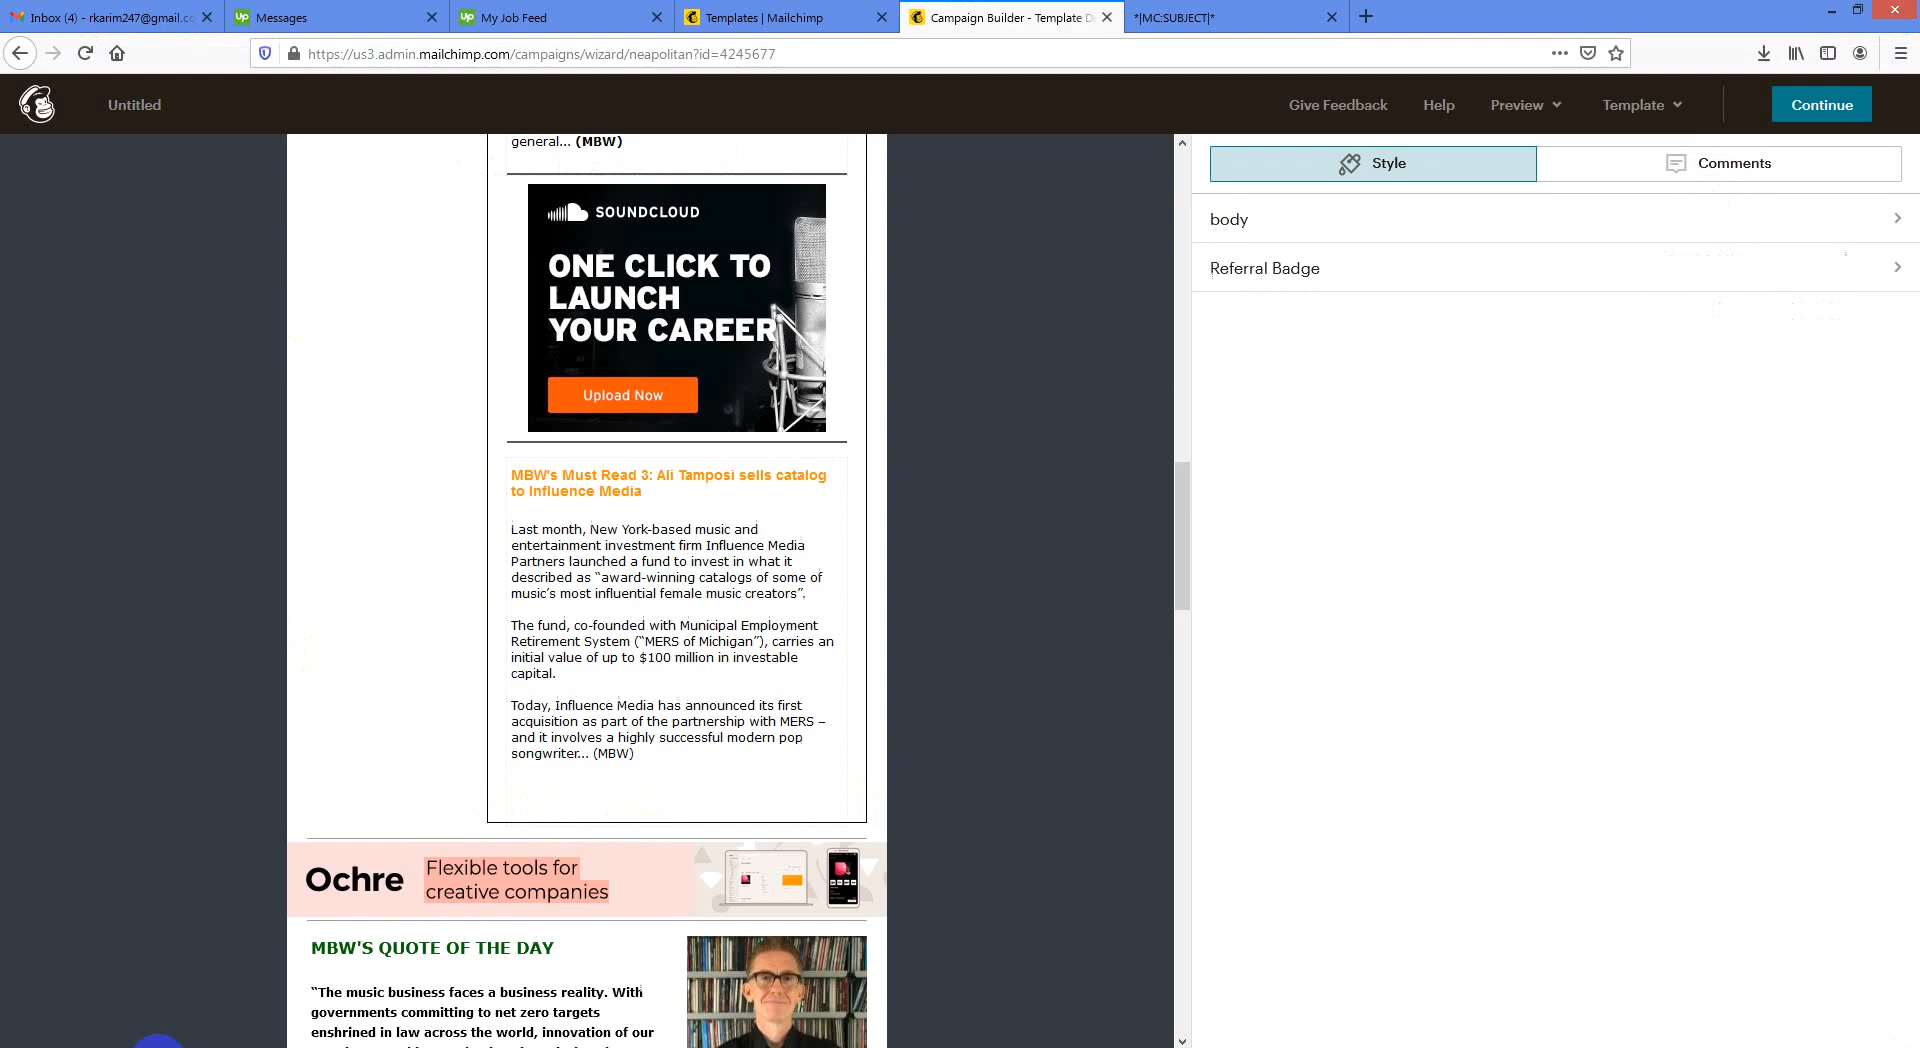 Inbox (4) - rkarim247@gmail.cc
Messages
My Job Feed
Templates | Mailchimp
Campaign Builder - Template D
*|MC:SUBJECT|*
https://us3.admin.mailchimp.com/campaigns/wizard/neapolitan?id=4245677
Untitled
Give Feedback
Help
Preview
Template
Continue
general... (MBW)
Style
Comments
body
Referral Badge
SOUNDCLOUD
ONE CLICK TO
LAUNCH
YOUR CAREER
Upload Now
MBW's Must Read 3: Ali Tamposi sells catalog
to Influence Media
Last month, New York-based music and
entertainment investment firm Influence Media
Partners launched a fund to invest in what it
described as “award-winning catalogs of some of
music’s most influential female music creators”.
The fund, co-founded with Municipal Employment
Retirement System (“MERS of Michigan”), carries an
initial value of up to $100 million in investable
capital.
Today, Influence Media has announced its first
acquisition as part of the partnership with MERS –
and it involves a highly successful modern pop
songwriter... (MBW)
Ochre
Flexible tools for
creative companies
MBW'S QUOTE OF THE DAY
“The music business faces a business reality. With
governments committing to net zero targets
enshrined in law across the world, innovation of our